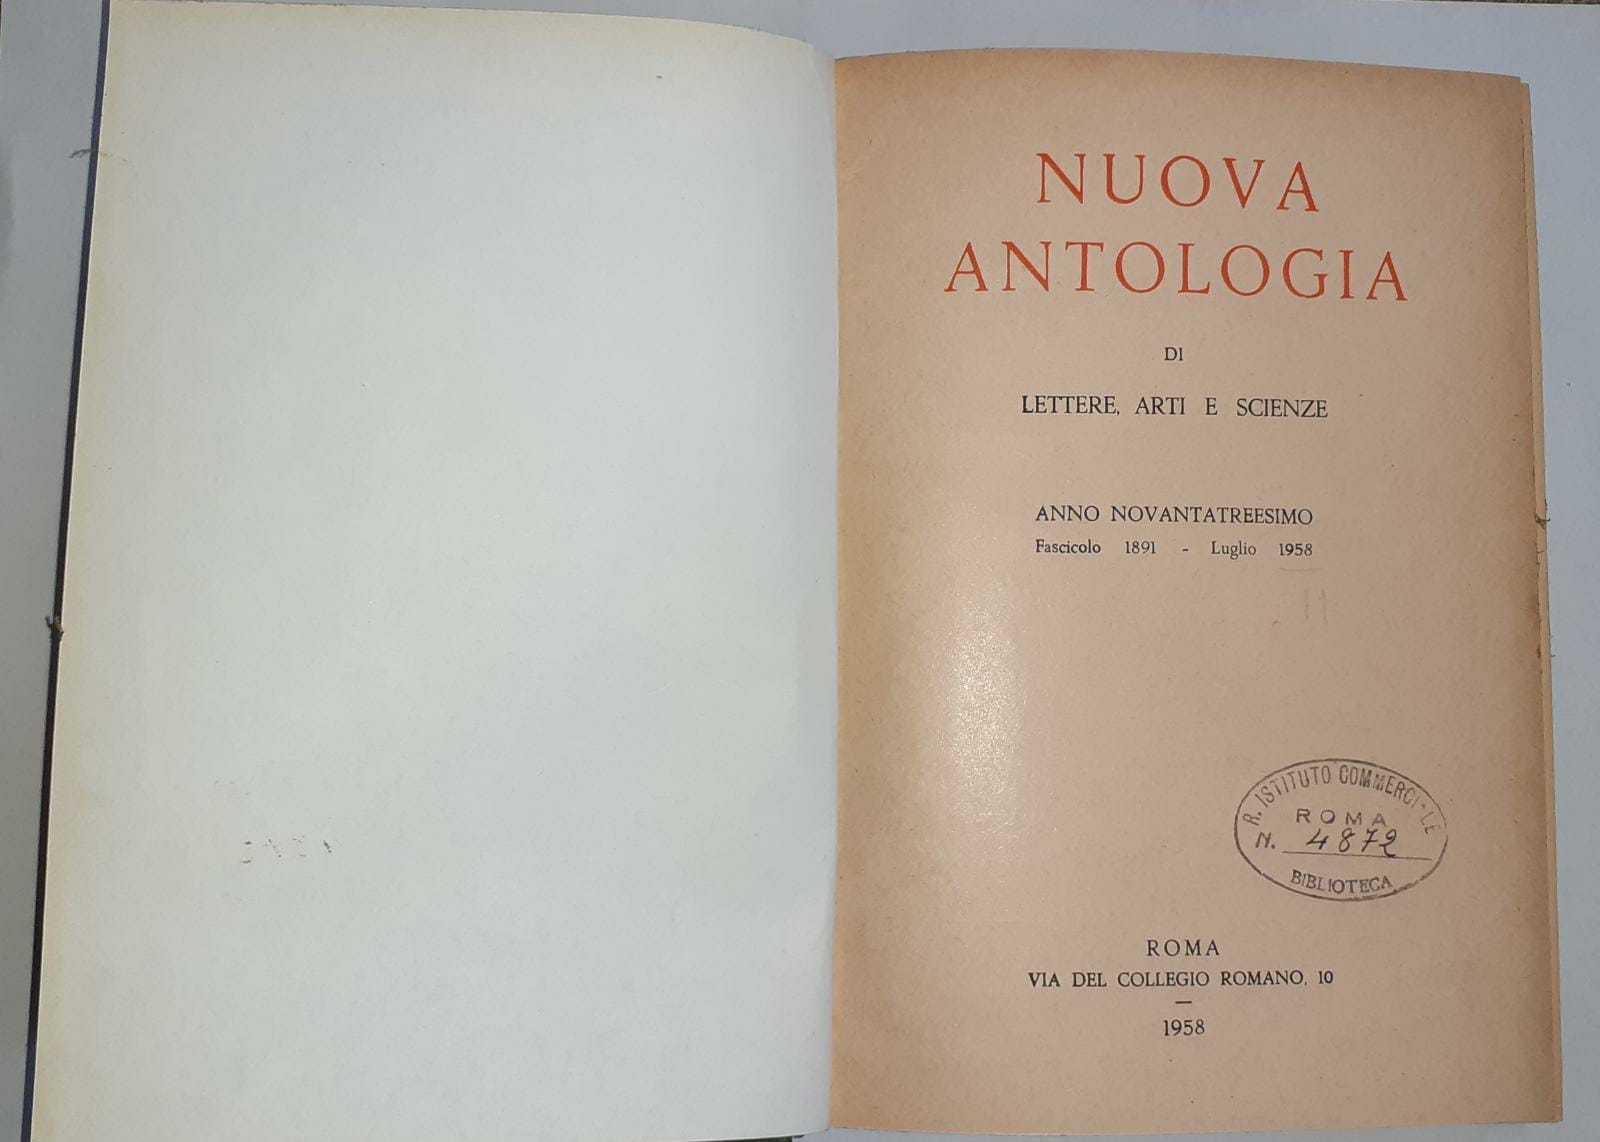 NUOVA
ANTOLOGIA
DI
LETTERE, ARTI E SCIENZE
ANNO NOVANTATREESIMO
Fascicolo 1891 - Luglio 1958
R. ISTITUTO COMMERCIALE
ROMA
N. 4872
BIBLIOTECA
ROMA
VIA DEL COLLEGIO ROMANO, 10
1958